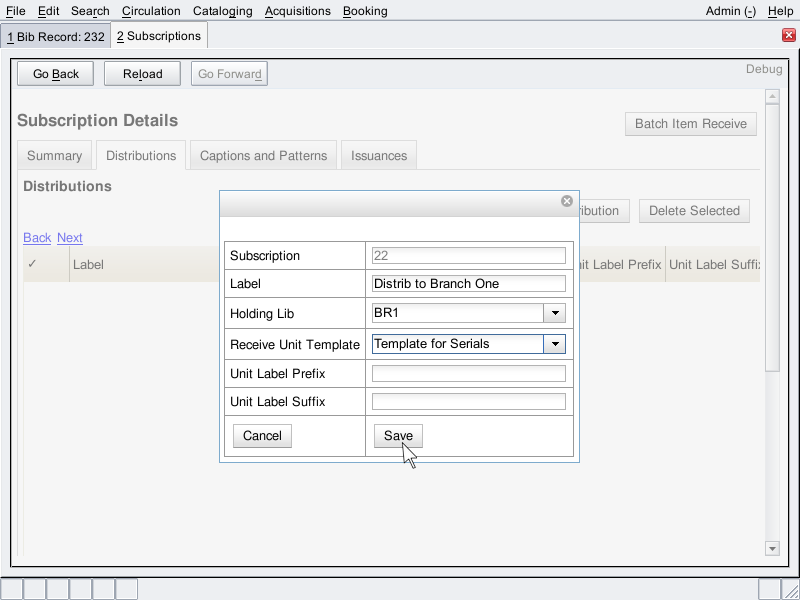 File Edit Search Circulation Cataloging Acquisitions Booking Admin (-) Help
1 Bib Record: 232 2 Subscriptions
Go Back Reload Go Forward Debug
Subscription Details
Batch Item Receive
Summary Distributions Captions and Patterns Issuances
Distributions
Delete Selected
Back Next
✓ Label Label Prefix Unit Label
Subscription 22
Label Distrib to Branch One
Holding Lib BR1
Receive Unit Template Template for Serials
Unit Label Prefix
Unit Label Suffix
Cancel Save